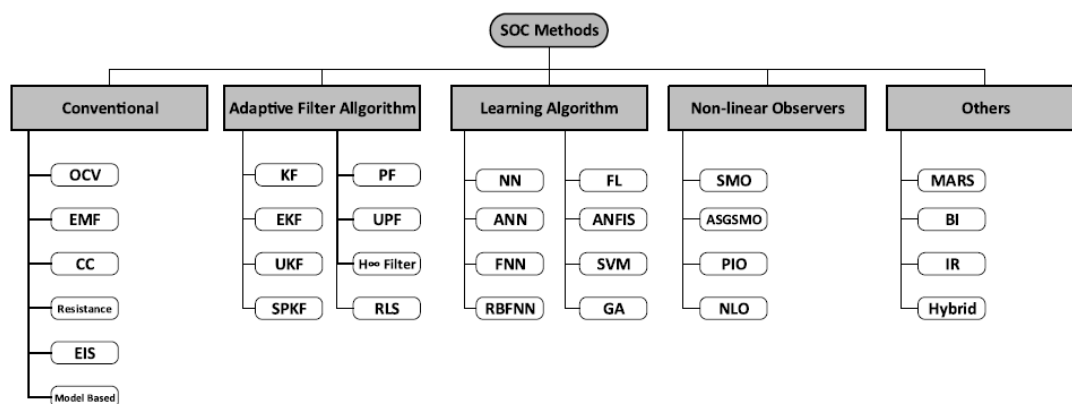 SOC Methods
Conventional
OCV
EMF
CC
Resistance
EIS
Model Based
Adaptive Filter Allgorithm
KF
EKF
UKF
SPKF
PF
UPF
H∞ Filter
RLS
Learning Algorithm
NN
ANN
FNN
RBFNN
FL
ANFIS
SVM
GA
Non-linear Observers
SMO
ASGSMO
PIO
NLO
Others
MARS
BI
IR
Hybrid